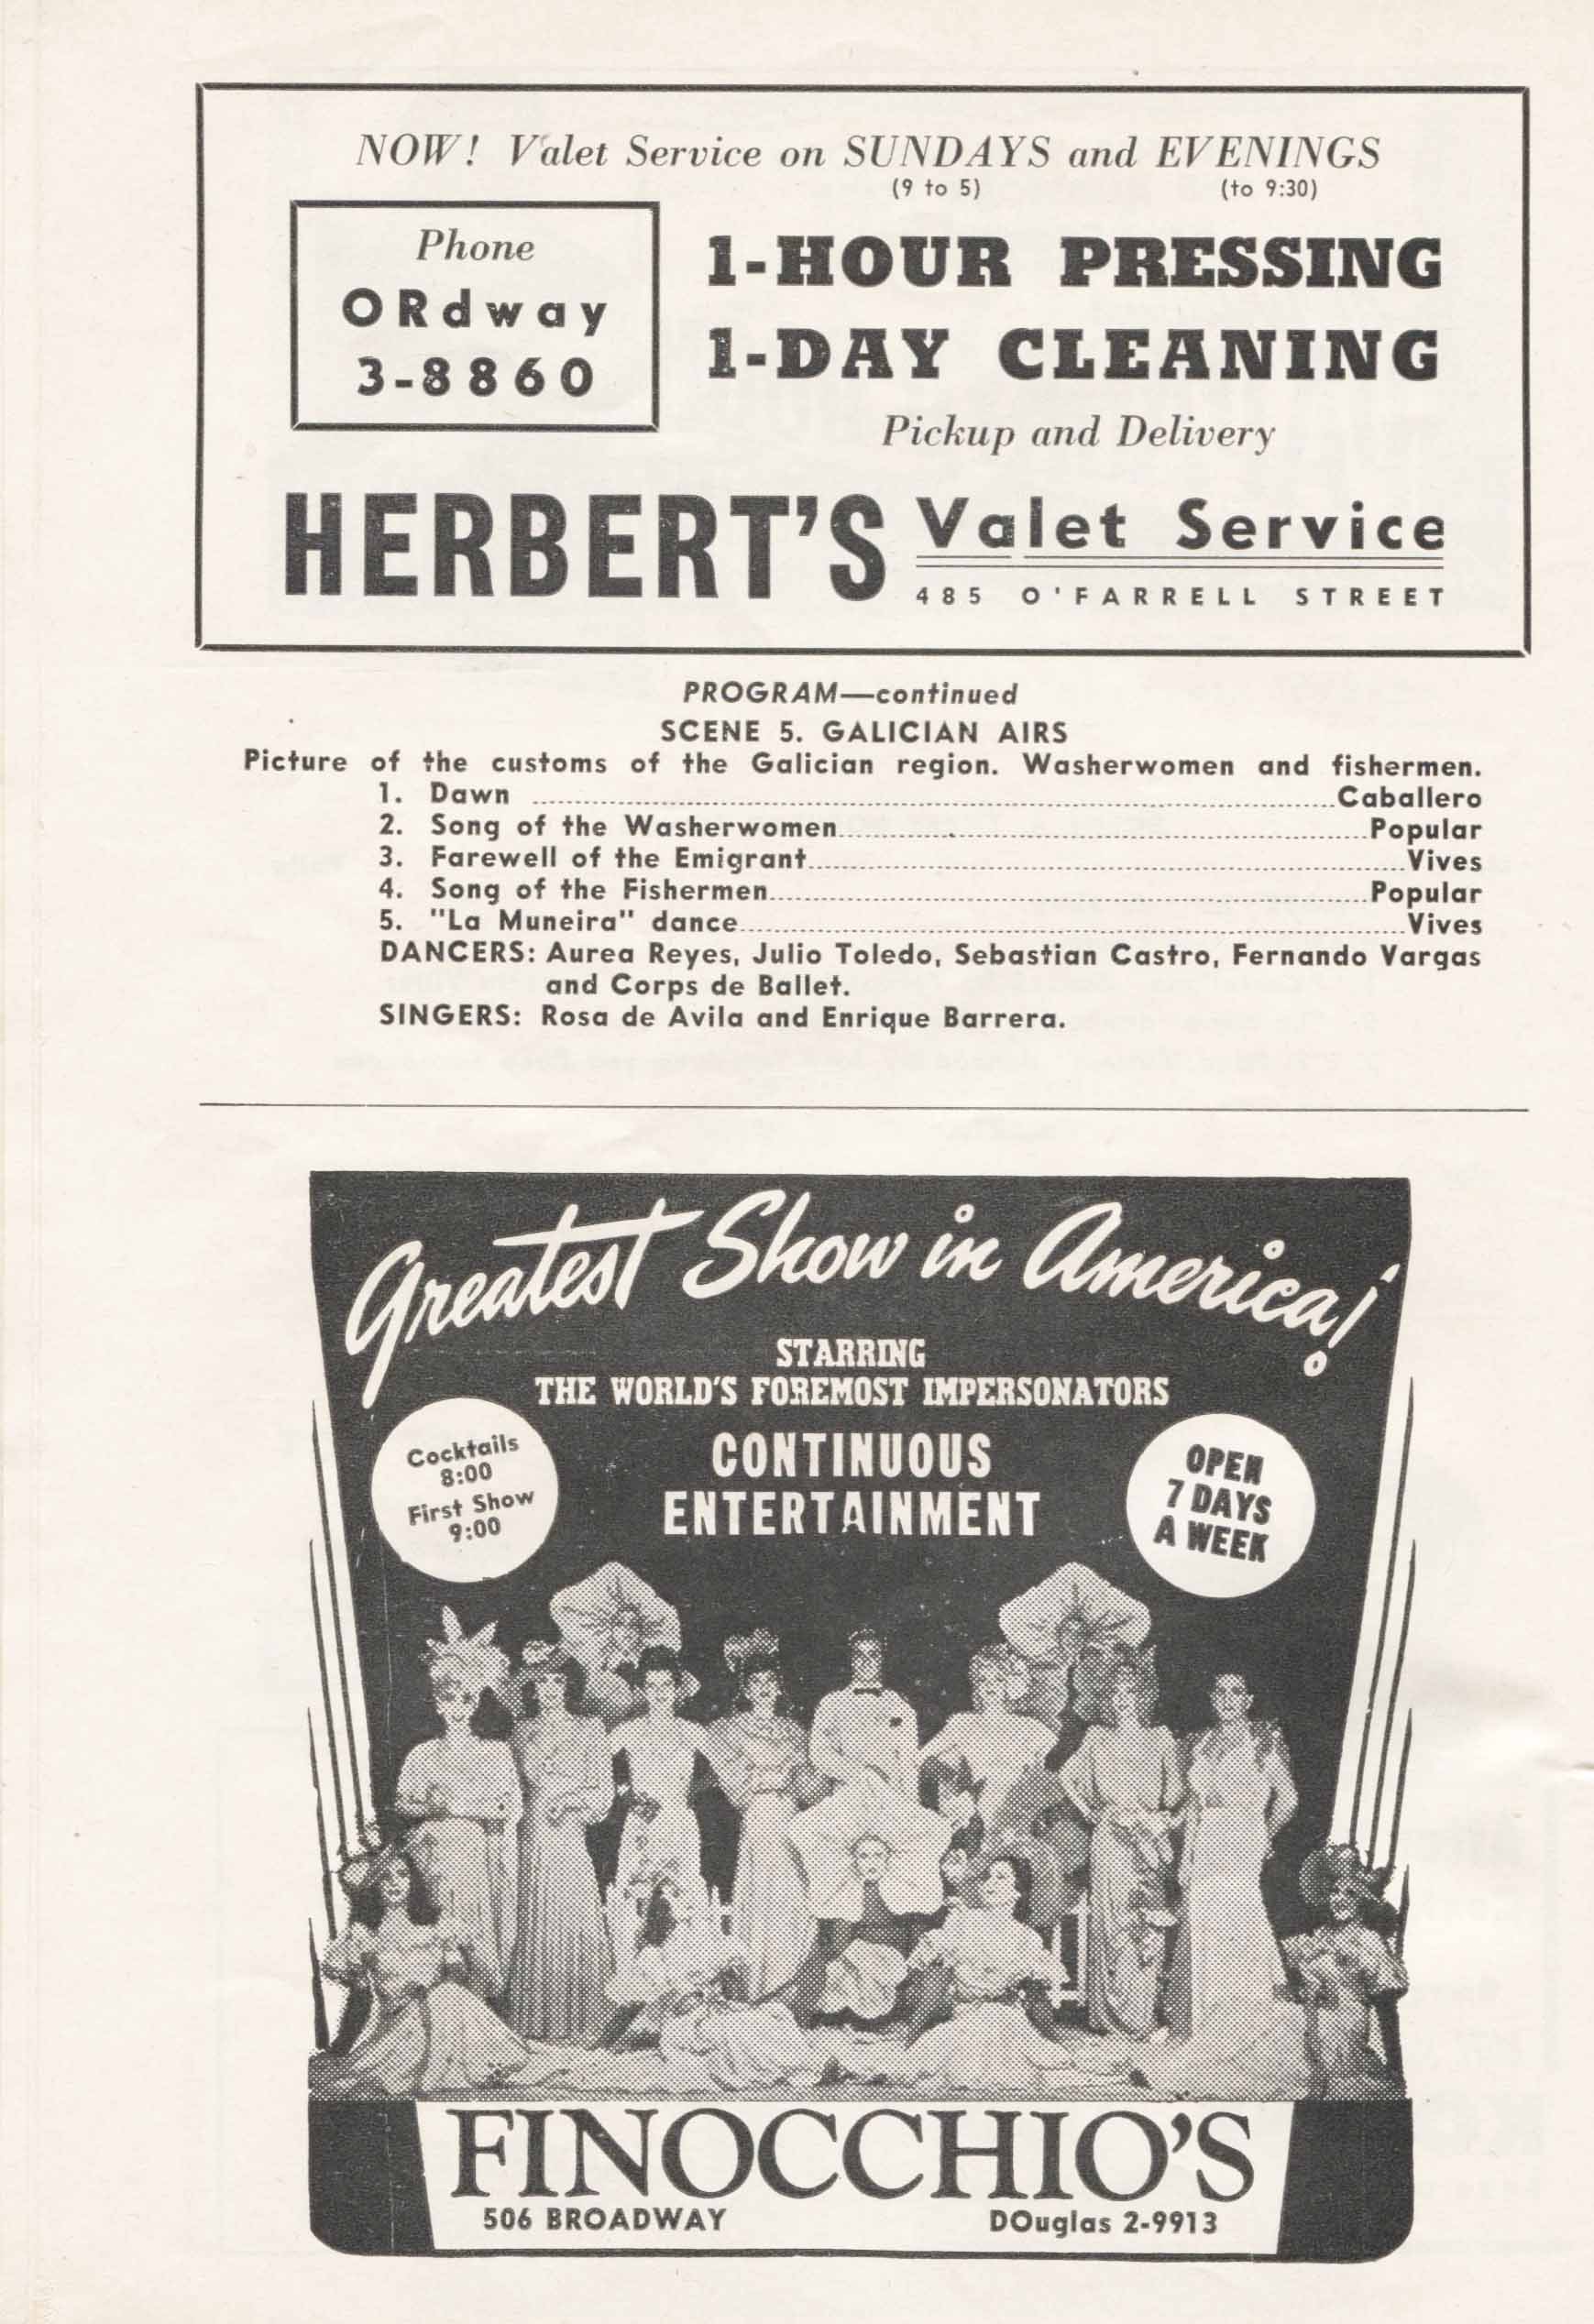 NOW! Valet Service on SUNDAYS and EVENINGS
(9 to 5) (to 9:30)
Phone
ORdway
3-8860
1-HOUR PRESSING
1-DAY CLEANING
Pickup and Delivery
HERBERT'S Valet Service
485 O'FARRELL STREET
PROGRAM—continued
SCENE 5. GALICIAN AIRS
Picture of the customs of the Galician region. Washerwomen and fishermen.
1. Dawn ........ Caballero
2. Song of the Washerwomen ........ Popular
3. Farewell of the Emigrant ........ Vives
4. Song of the Fishermen ........ Popular
5. "La Muneira" dance ........ Vives
DANCERS: Aurea Reyes, Julio Toledo, Sebastian Castro, Fernando Vargas
and Corps de Ballet.
SINGERS: Rosa de Avila and Enrique Barrera.
Greatest Show in America!
STARRING
THE WORLD'S FOREMOST IMPERSONATORS
Cocktails
8:00
First Show
9:00
CONTINUOUS
ENTERTAINMENT
OPEN
7 DAYS
A WEEK
FINOCCHIO'S
506 BROADWAY DOuglas 2-9913